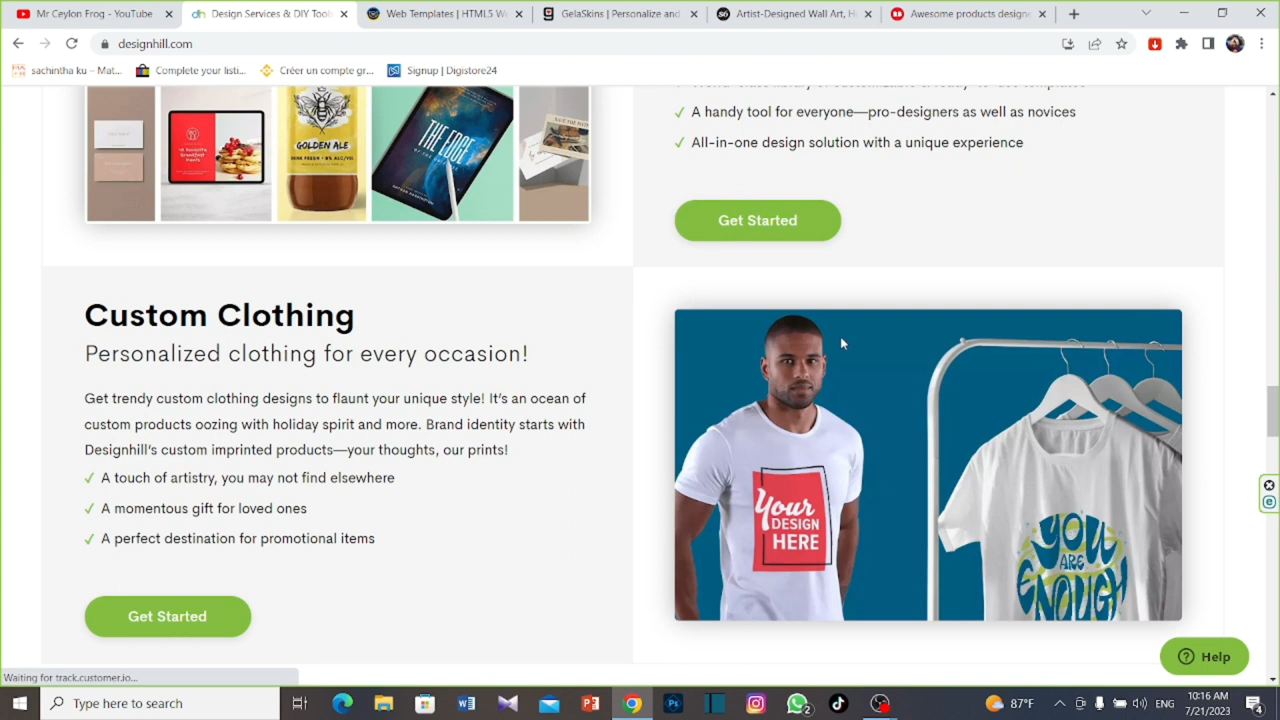 Mr Ceylon Frog - YouTube
Design Services & DIY Tools
Web Templates | HTML5 W
GelaSkins | Personalize and
Artist-Designed Wall Art, H
Awesome products designe
designhill.com
sachintha ku – Mat...
Complete your listi...
Créer un compte gr...
Signup | Digistore24
GOLDEN ALE
THE EDGE
A handy tool for everyone—pro-designers as well as novices
All-in-one design solution with a unique experience
Get Started
Custom Clothing
Personalized clothing for every occasion!
Get trendy custom clothing designs to flaunt your unique style! It's an ocean of
custom products oozing with holiday spirit and more. Brand identity starts with
Designhill's custom imprinted products—your thoughts, our prints!
A touch of artistry, you may not find elsewhere
A momentous gift for loved ones
A perfect destination for promotional items
Get Started
Your
DESIGN
HERE
YOU
ARE
ENOUGH
Help
Waiting for track.customer.io...
Type here to search
2
87°F
ENG
10:16 AM
7/21/2023
4